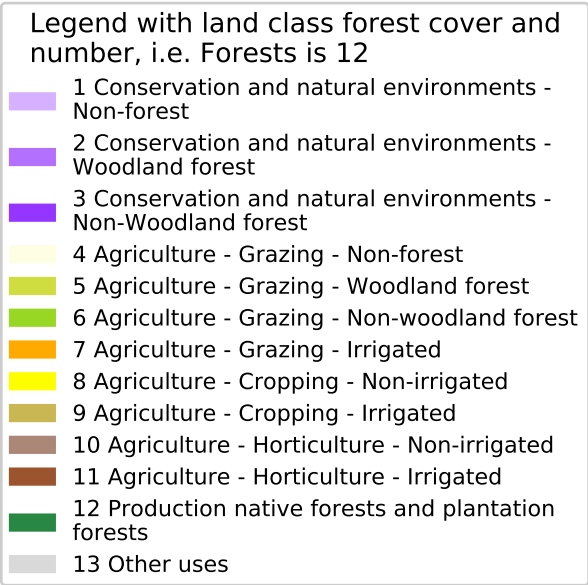 Legend with land class forest cover and
number, i.e. Forests is 12
1 Conservation and natural environments -
Non-forest
2 Conservation and natural environments -
Woodland forest
3 Conservation and natural environments -
Non-Woodland forest
4 Agriculture - Grazing - Non-forest
5 Agriculture - Grazing - Woodland forest
6 Agriculture - Grazing - Non-woodland forest
7 Agriculture - Grazing - Irrigated
8 Agriculture - Cropping - Non-irrigated
9 Agriculture - Cropping - Irrigated
10 Agriculture - Horticulture - Non-irrigated
11 Agriculture - Horticulture - Irrigated
12 Production native forests and plantation
forests
13 Other uses